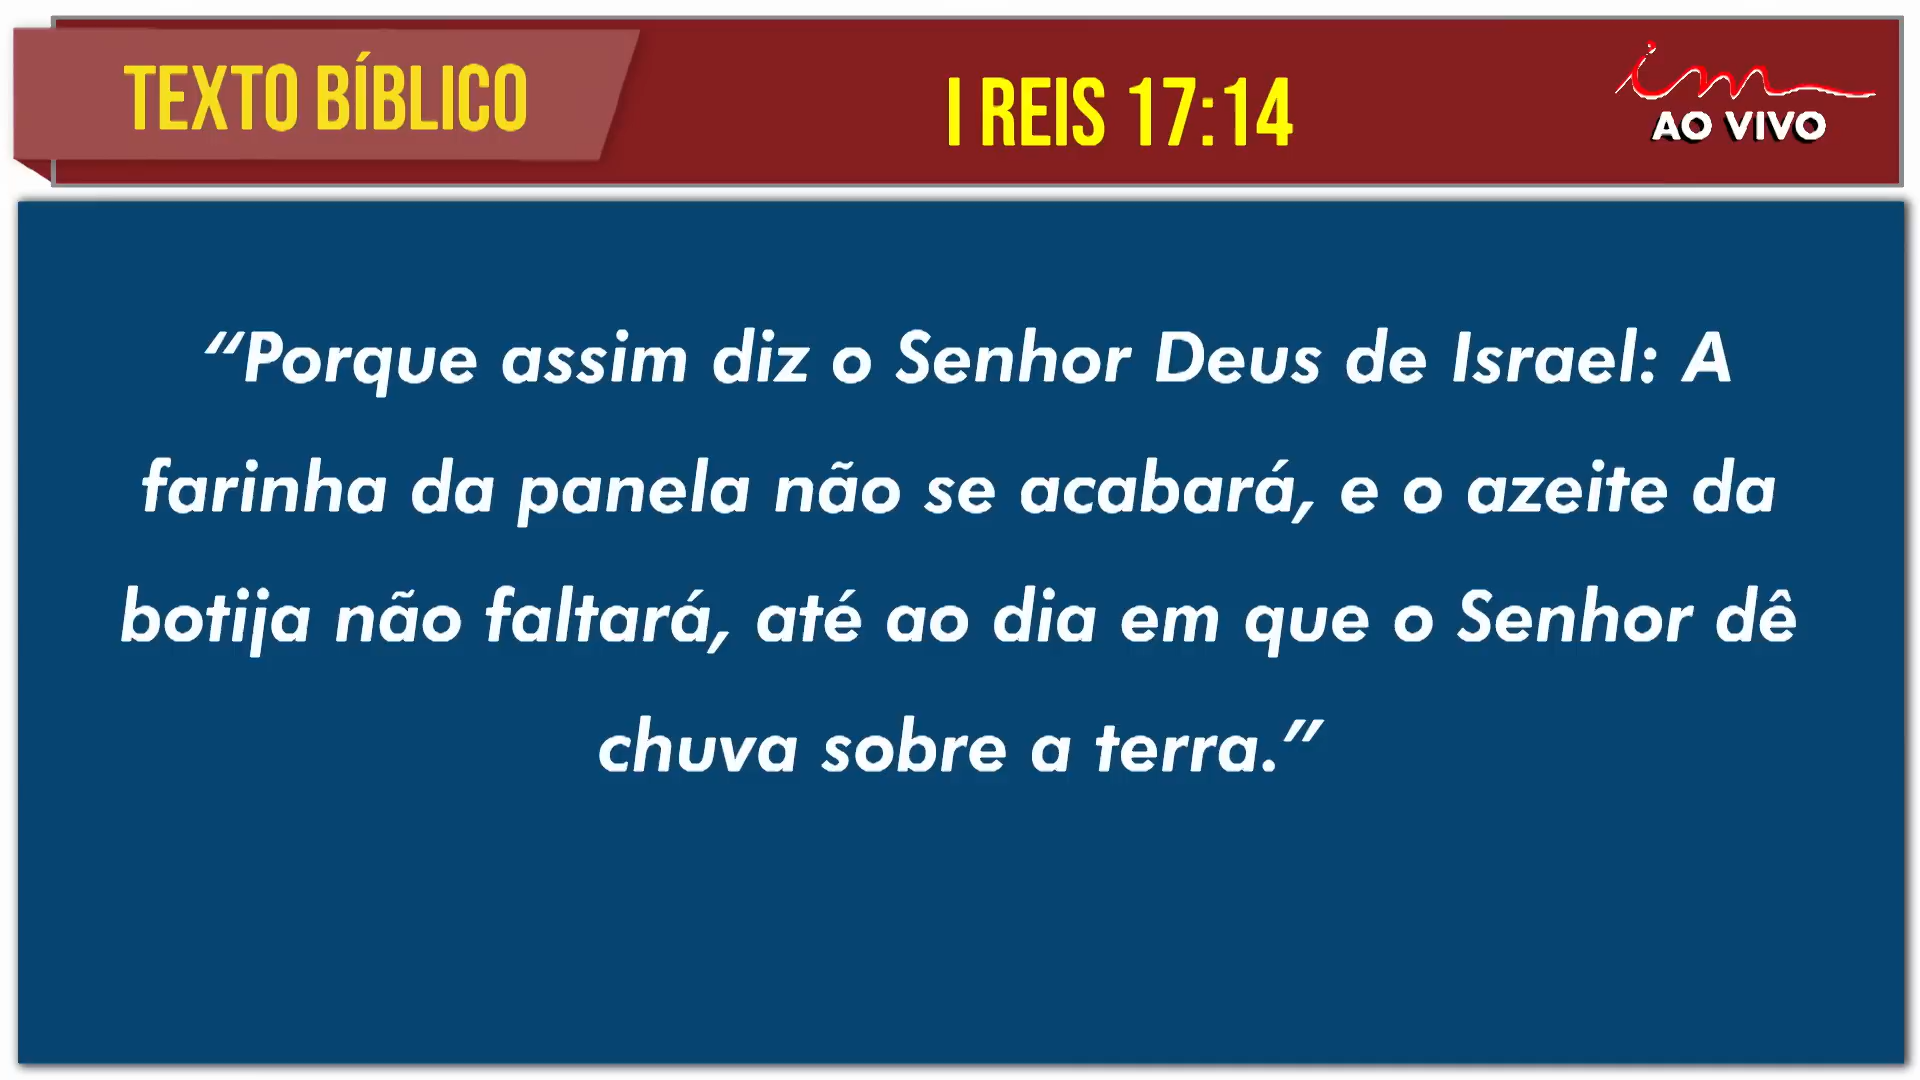 TEXTO BÍBLICO
I REIS 17:14
im
AO VIVO
“Porque assim diz o Senhor Deus de Israel: A
farinha da panela não se acabará, e o azeite da
botija não faltará, até ao dia em que o Senhor dê
chuva sobre a terra.”